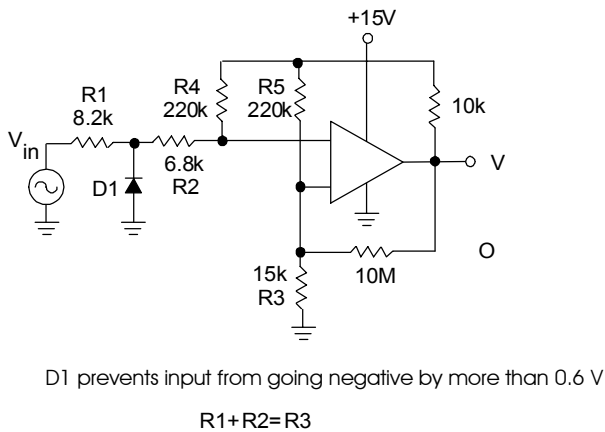 +15V
R4
220k
R5
220k
R1
8.2k
10k
V
in
6.8k
R2
D1
V
O
15k
R3
10M
D1 prevents input from going negative by more than 0.6 V
R1+R2=R3